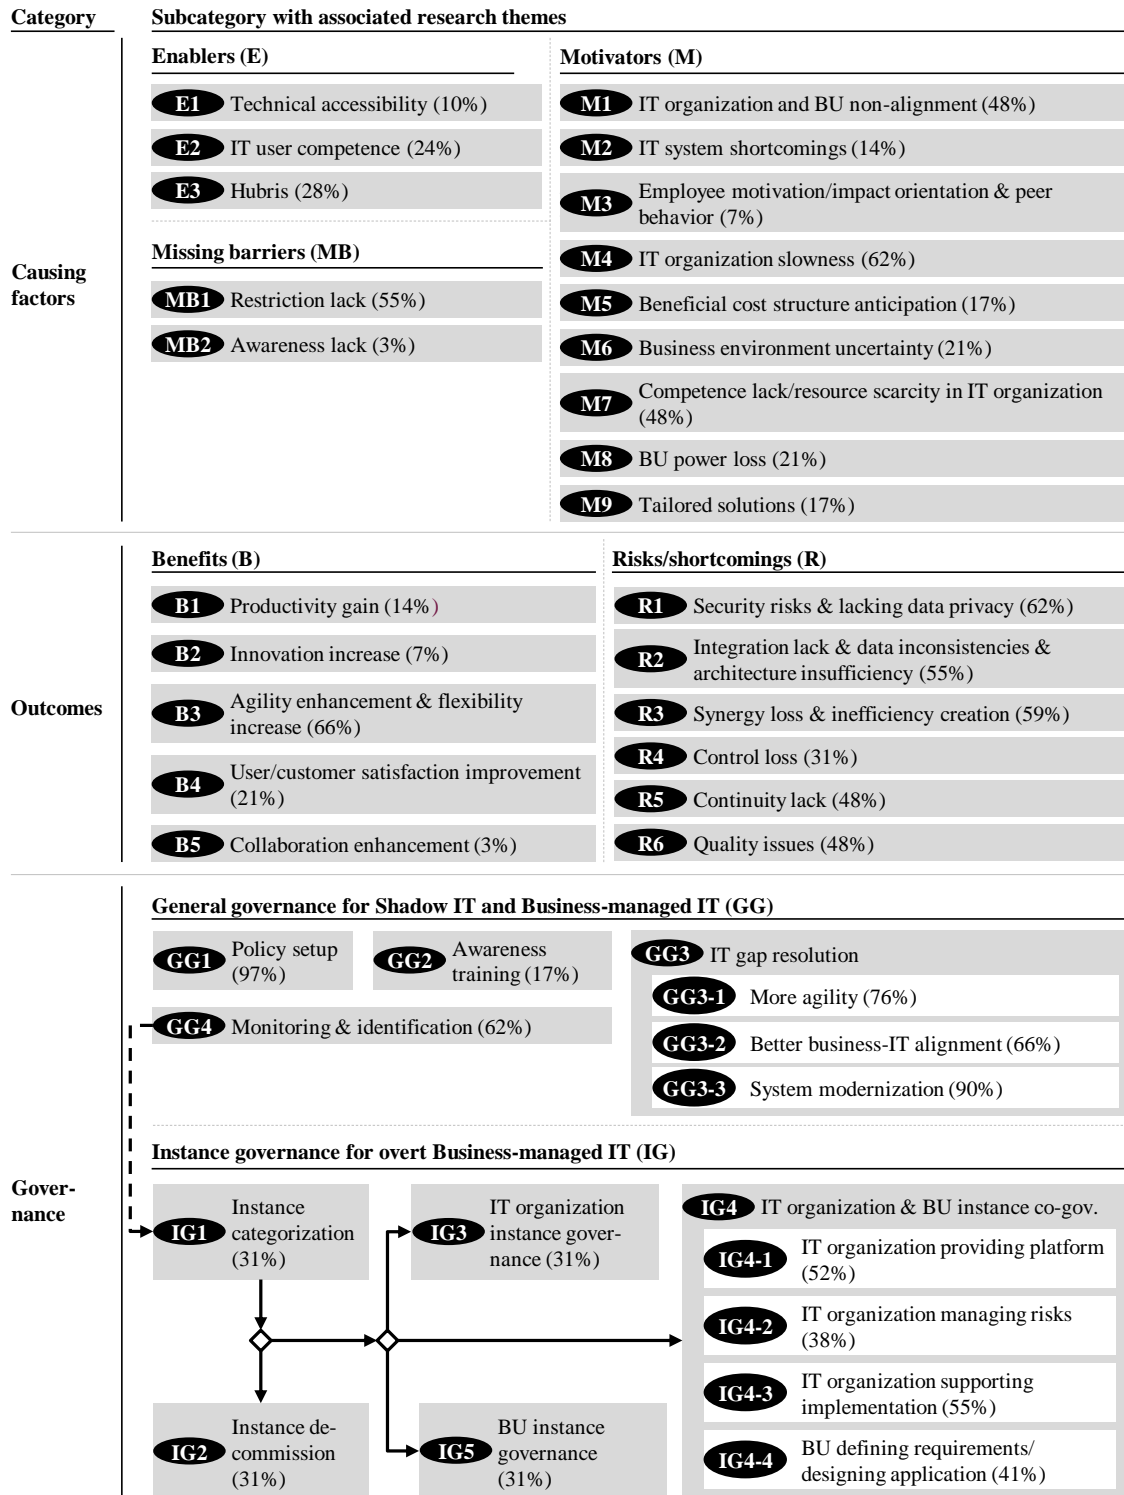 Category
Subcategory with associated research themes
Causing
factors
Enablers (E)
E1 Technical accessibility (10%)
E2 IT user competence (24%)
E3 Hubris (28%)
Missing barriers (MB)
MB1 Restriction lack (55%)
MB2 Awareness lack (3%)
Motivators (M)
M1 IT organization and BU non-alignment (48%)
M2 IT system shortcomings (14%)
M3 Employee motivation/impact orientation & peer
behavior (7%)
M4 IT organization slowness (62%)
M5 Beneficial cost structure anticipation (17%)
M6 Business environment uncertainty (21%)
M7 Competence lack/resource scarcity in IT organization
(48%)
M8 BU power loss (21%)
M9 Tailored solutions (17%)
Outcomes
Benefits (B)
B1 Productivity gain (14%)
B2 Innovation increase (7%)
B3 Agility enhancement & flexibility
increase (66%)
B4 User/customer satisfaction improvement
(21%)
B5 Collaboration enhancement (3%)
Risks/shortcomings (R)
R1 Security risks & lacking data privacy (62%)
R2 Integration lack & data inconsistencies &
architecture insufficiency (55%)
R3 Synergy loss & inefficiency creation (59%)
R4 Control loss (31%)
R5 Continuity lack (48%)
R6 Quality issues (48%)
Gover-
nance
General governance for Shadow IT and Business-managed IT (GG)
GG1 Policy setup
(97%)
GG2 Awareness
training (17%)
GG3 IT gap resolution
GG3-1 More agility (76%)
GG3-2 Better business-IT alignment (66%)
GG3-3 System modernization (90%)
GG4 Monitoring & identification (62%)
Instance governance for overt Business-managed IT (IG)
IG1 Instance
categorization
(31%)
IG2 Instance de-
commission
(31%)
IG3 IT organization
instance gover-
nance (31%)
IG5 BU instance
governance
(31%)
IG4 IT organization & BU instance co-gov.
IG4-1 IT organization providing platform
(52%)
IG4-2 IT organization managing risks
(38%)
IG4-3 IT organization supporting
implementation (55%)
IG4-4 BU defining requirements/
designing application (41%)